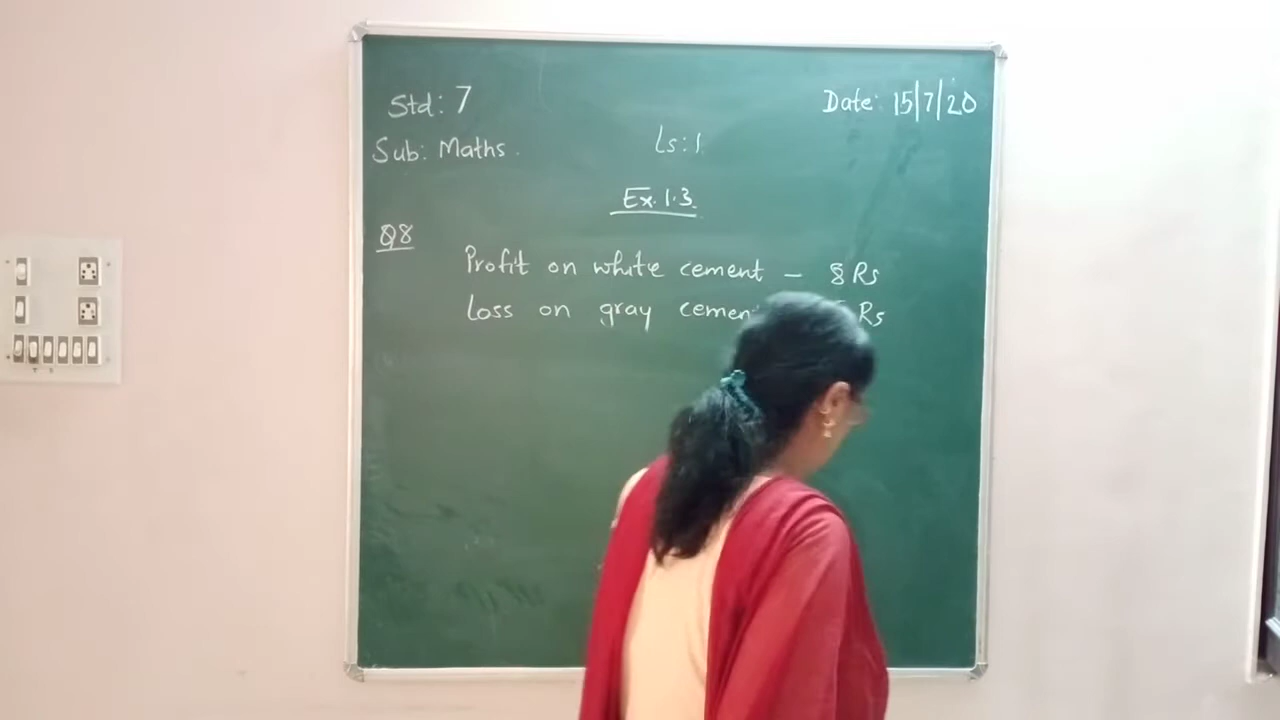 Std: 7
Date: 15/7/20
Sub: Maths.
Ls: 1
Ex. 1.3.
Q8
Profit on white cement - 8 Rs
Loss on gray cement Rs